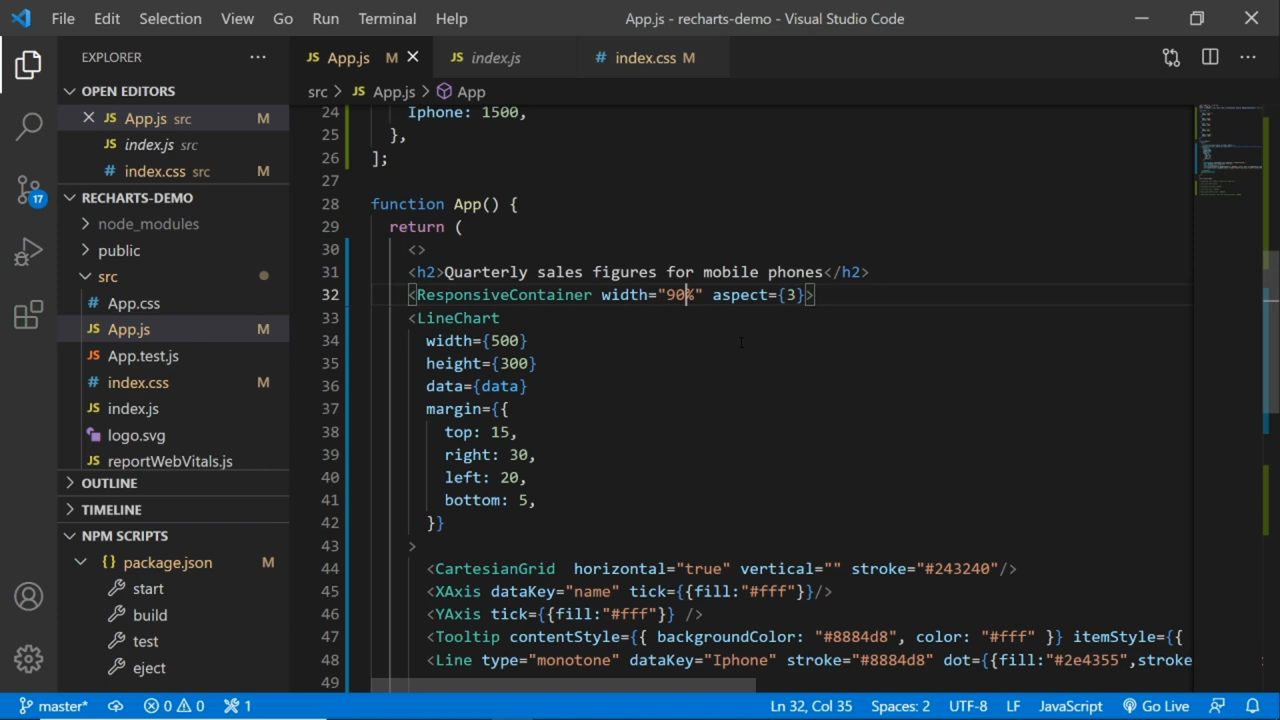 File Edit Selection View Go Run Terminal Help App.js - recharts-demo - Visual Studio Code
EXPLORER
OPEN EDITORS
JS App.js src M
JS index.js src
# index.css src M
RECHARTS-DEMO
node_modules
public
src
# App.css
JS App.js M
JS App.test.js
# index.css M
JS index.js
logo.svg
JS reportWebVitals.js
OUTLINE
TIMELINE
NPM SCRIPTS
{} package.json M
start
build
test
eject
17
JS App.js M
JS index.js
# index.css M
src > JS App.js > App
24 Iphone: 1500,
25 },
26 ];
27
28 function App() {
29 return (
30 <>
31 <h2>Quarterly sales figures for mobile phones</h2>
32 <ResponsiveContainer width="90%" aspect={3}>
33 <LineChart
34 width={500}
35 height={300}
36 data={data}
37 margin={{
38 top: 15,
39 right: 30,
40 left: 20,
41 bottom: 5,
42 }}
43 >
44 <CartesianGrid  horizontal="true" vertical="" stroke="#243240"/>
45 <XAxis dataKey="name" tick={{fill:"#fff"}}/>
46 <YAxis tick={{fill:"#fff"}} />
47 <Tooltip contentStyle={{ backgroundColor: "#8884d8", color: "#fff" }} itemStyle={{
48 <Line type="monotone" dataKey="Iphone" stroke="#8884d8" dot={{fill:"#2e4355",stroke
49
master* 0 0 1 Ln 32, Col 35 Spaces: 2 UTF-8 LF JavaScript Go Live